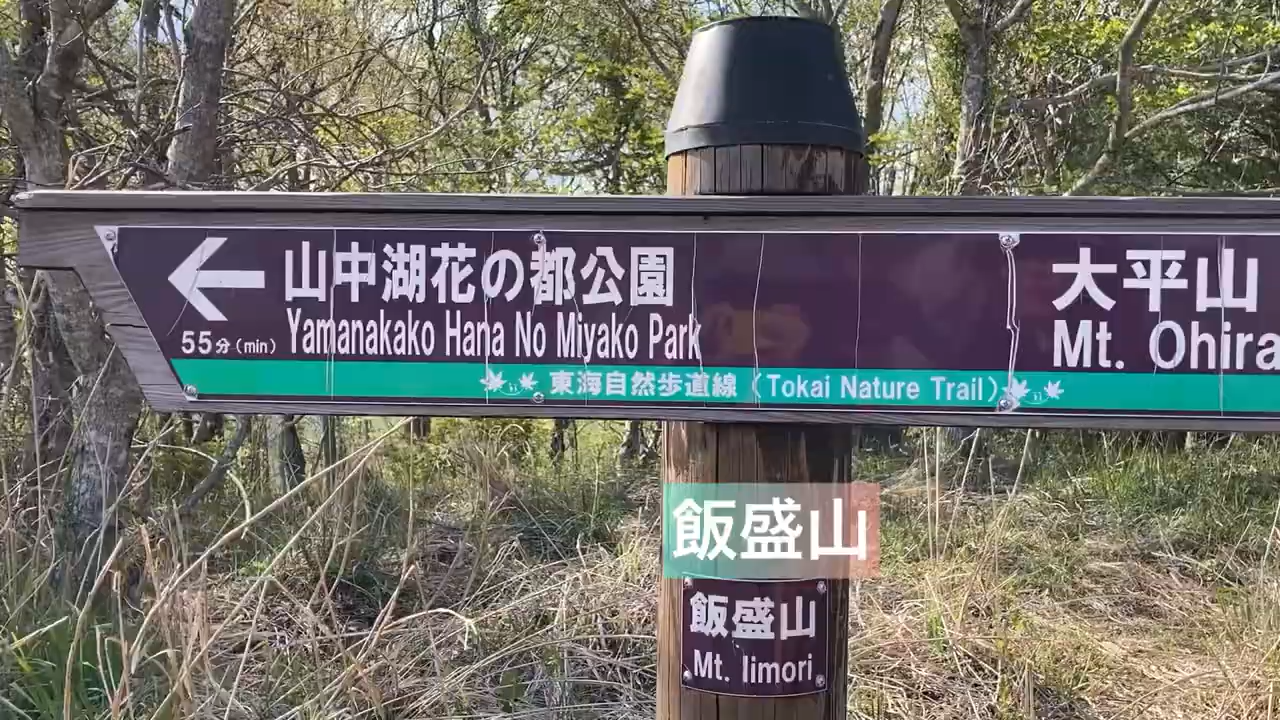 山中湖花の都公園
55分(min) Yamanakako Hana No Miyako Park
大平山
Mt. Ohira
東海自然歩道線（Tokai Nature Trail）
飯盛山
飯盛山
Mt. Iimori